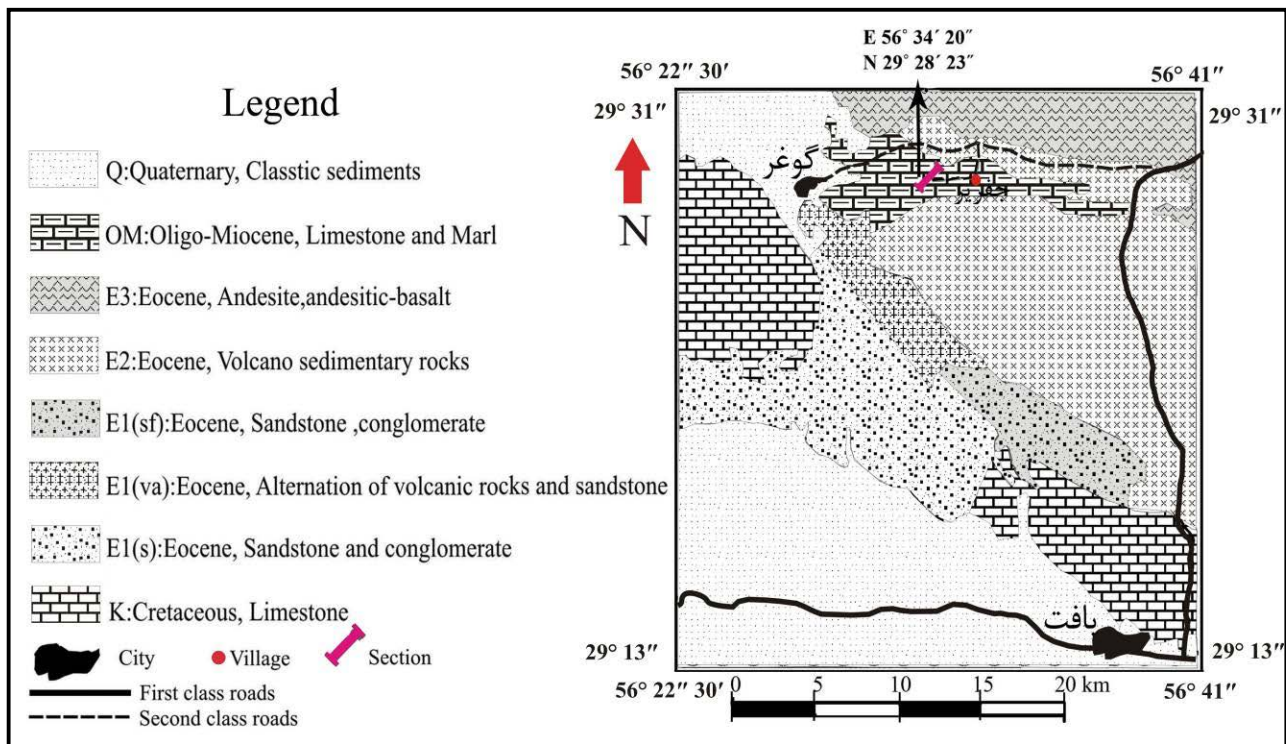 Legend
Q:Quaternary, Classtic sediments
OM:Oligo-Miocene, Limestone and Marl
E3:Eocene, Andesite,andesitic-basalt
E2:Eocene, Volcano sedimentary rocks
E1(sf):Eocene, Sandstone ,conglomerate
E1(va):Eocene, Alternation of volcanic rocks and sandstone
E1(s):Eocene, Sandstone and conglomerate
K:Cretaceous, Limestone
City
Village
Section
First class roads
Second class roads
N
E 56° 34′ 20″
N 29° 28′ 23″
56° 22″ 30′
56° 41″
29° 31″
29° 31″
گوغر
جفریز
بافت
29° 13″
29° 13″
56° 22″ 30′
56° 41″
0 5 10 15 20 km